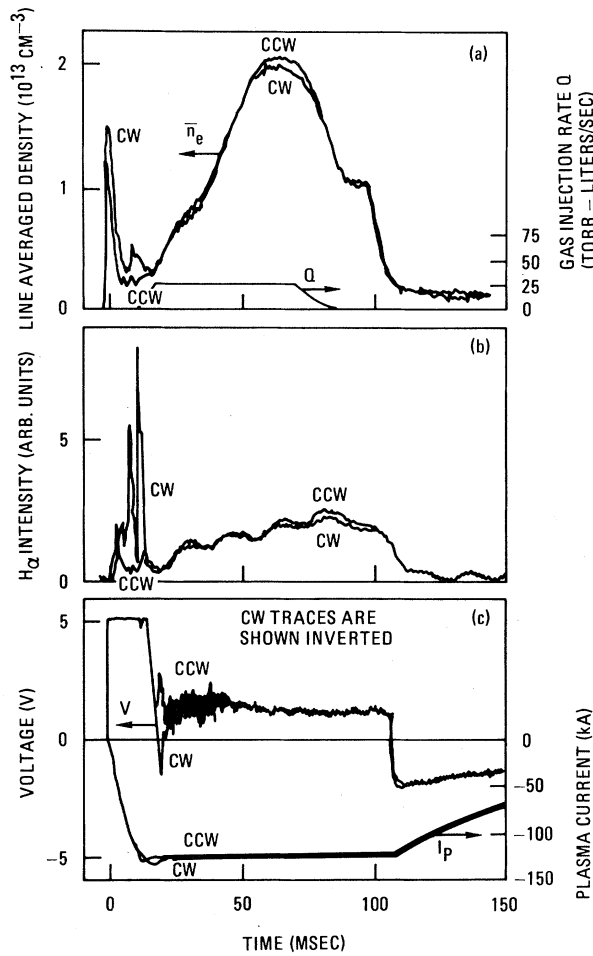 LINE AVERAGED DENSITY (10^13 CM^−3)
2
1
0
(a)
CCW
CW
CW
n̅_e
CCW
Q
75
50
25
0
GAS INJECTION RATE Q
(TORR – LITERS/SEC)
H_α INTENSITY (ARB. UNITS)
5
0
(b)
CW
CCW
CCW
CW
VOLTAGE (V)
5
0
−5
CW TRACES ARE
SHOWN INVERTED
(c)
CCW
V
CW
CCW
CW
I_P
0
−50
−100
−150
PLASMA CURRENT (kA)
0
50
100
150
TIME (MSEC)